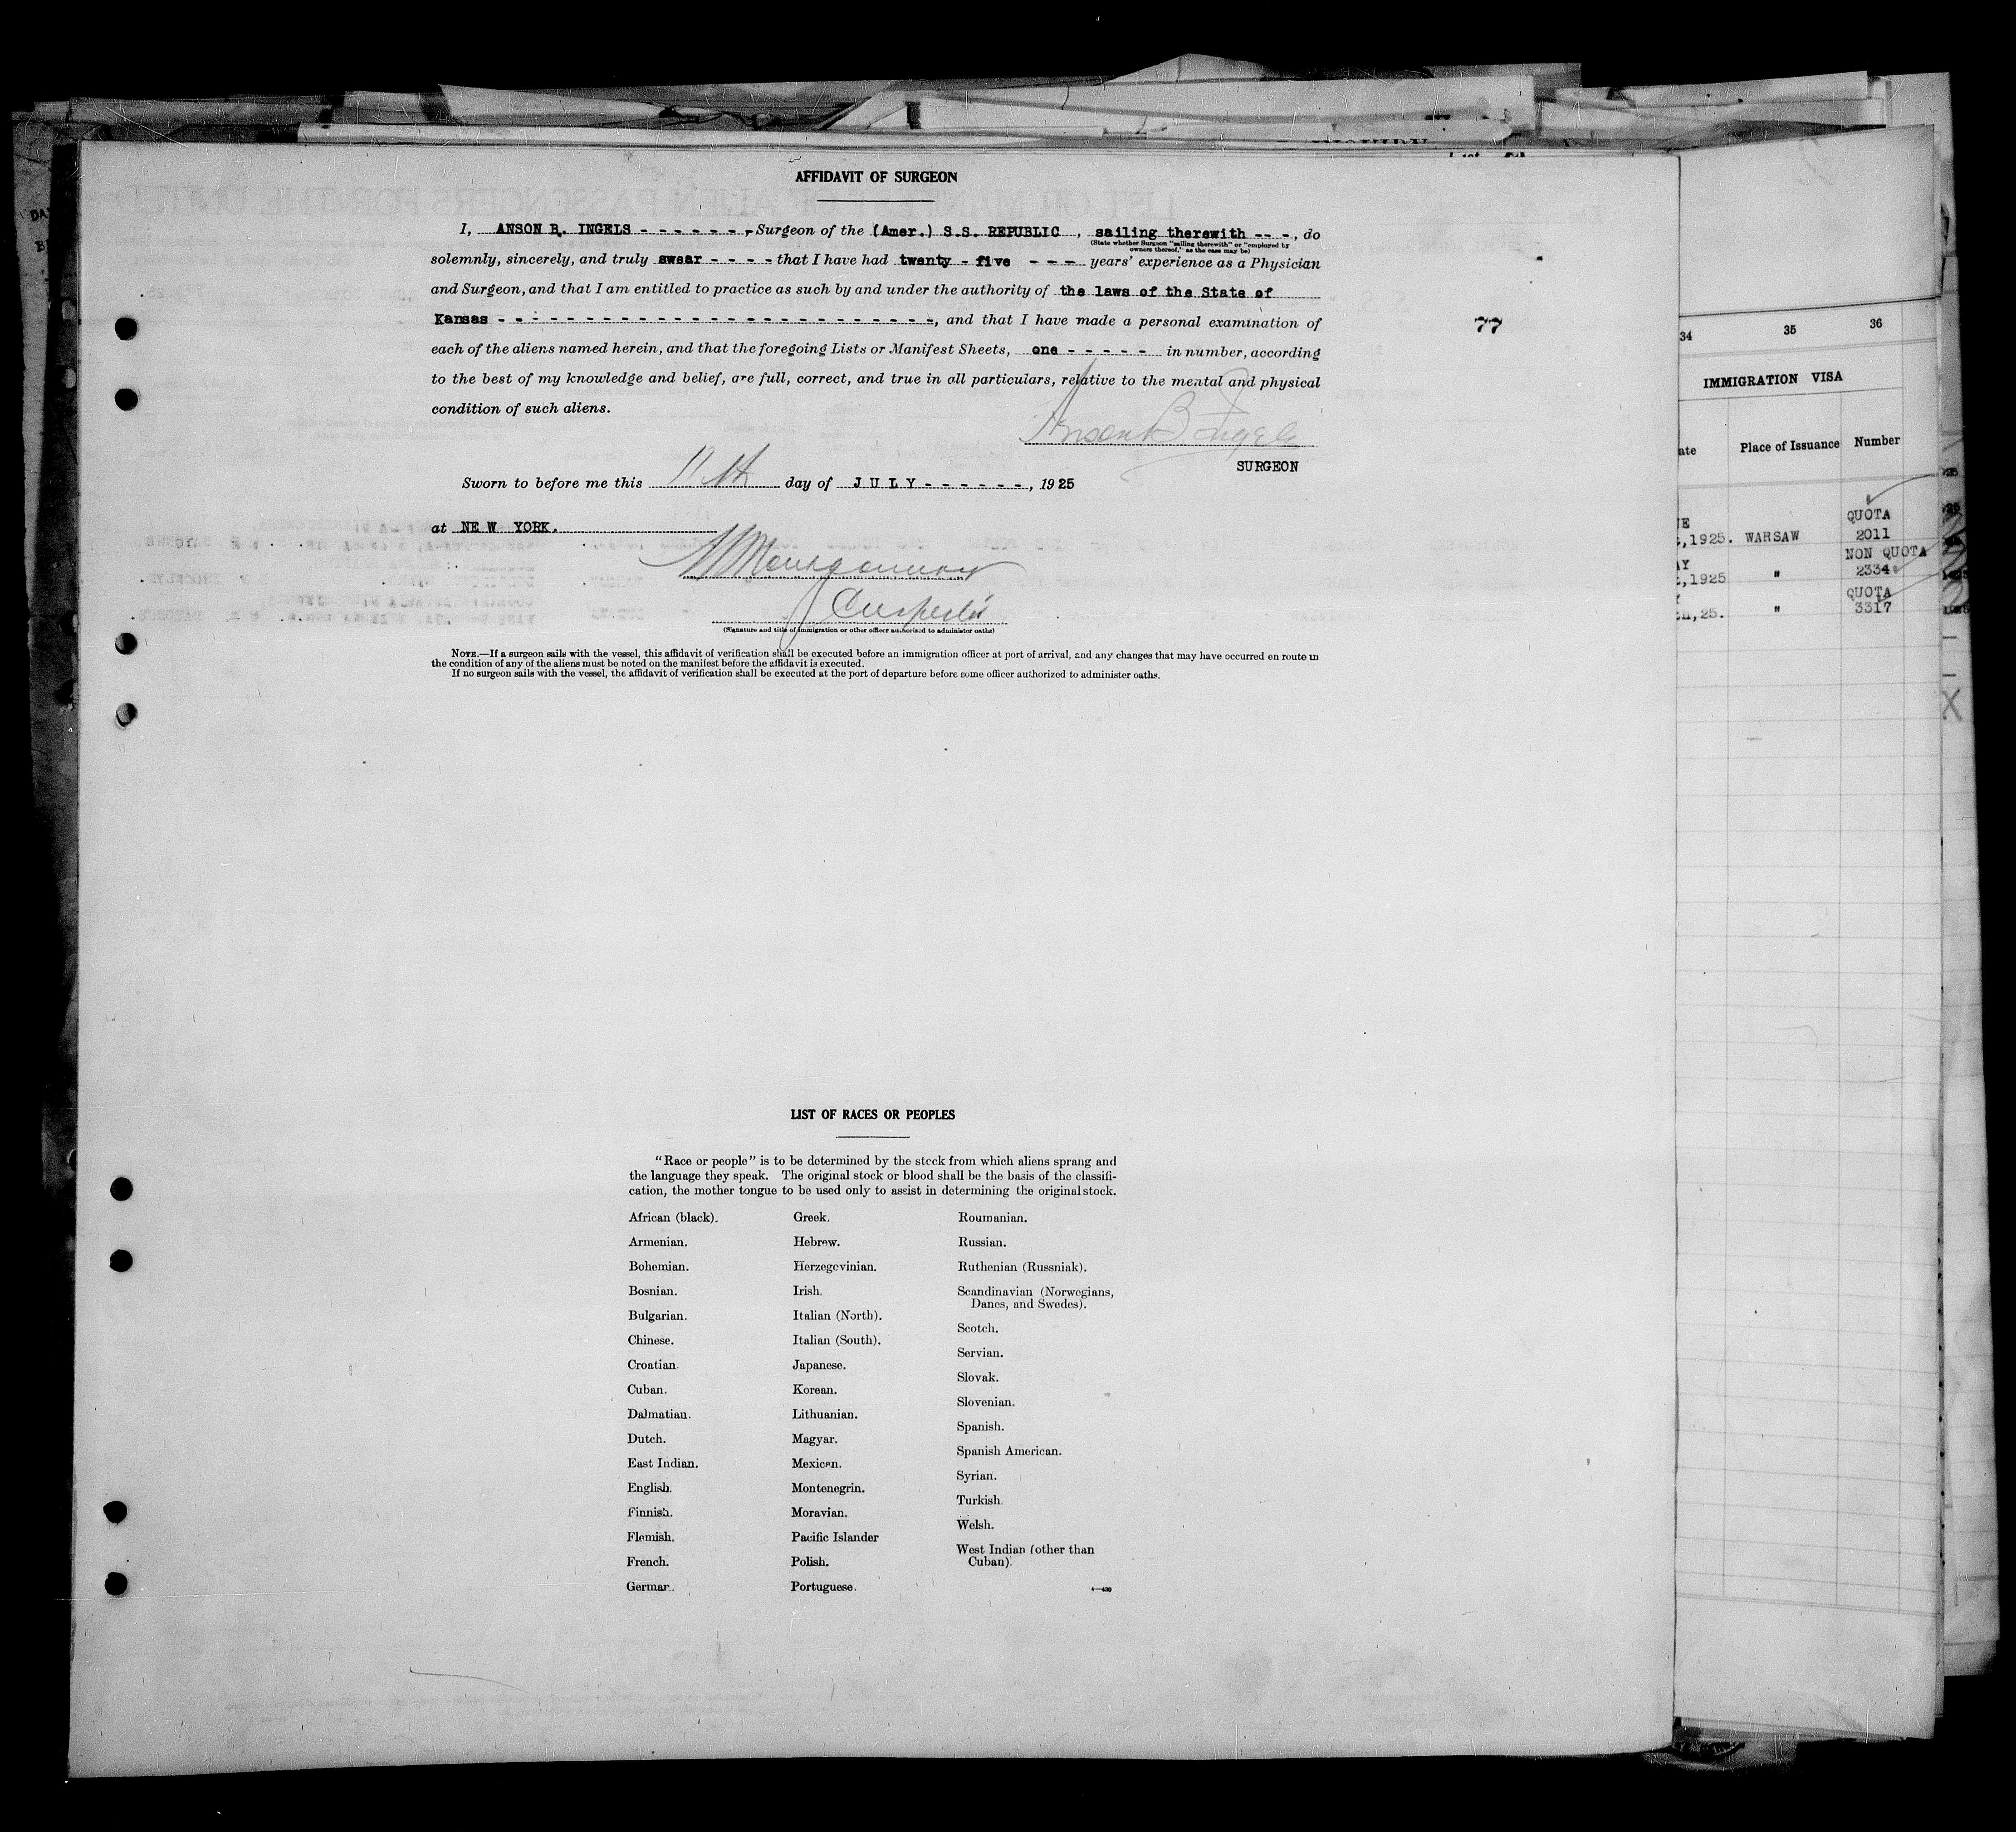 AFFIDAVIT OF SURGEON
I, ANSON B. INGELS - - - - - - -, Surgeon of the (Amer.) S.S. REPUBLIC , sailing therewith -- -, do
(State whether Surgeon "sailing therewith" or "employed by
owners thereof," as the case may be)
solemnly, sincerely, and truly swear - - - - that I have had twenty - five - - - years' experience as a Physician
and Surgeon, and that I am entitled to practice as such by and under the authority of the laws of the State of
Kansas - - - - - - - - - - - - - - - - - - - - - - - -, and that I have made a personal examination of
each of the aliens named herein, and that the foregoing Lists or Manifest Sheets, one - - - - - in number, according
to the best of my knowledge and belief, are full, correct, and true in all particulars, relative to the mental and physical
condition of such aliens.
Anson B Ingels
SURGEON
Sworn to before me this 11th day of JULY - - - - - -, 1925
at NEW YORK.
Montgomery
Inspector
(Signature and title of immigration or other officer authorized to administer oaths)
NOTE.—If a surgeon sails with the vessel, this affidavit of verification shall be executed before an immigration officer at port of arrival, and any changes that may have occurred en route in
the condition of any of the aliens must be noted on the manifest before the affidavit is executed.
If no surgeon sails with the vessel, the affidavit of verification shall be executed at the port of departure before some officer authorized to administer oaths.
77
34 35 36
IMMIGRATION VISA
ate Place of Issuance Number
QUOTA
,1925. WARSAW 2011
NON QUOTA
,1925 " 2334
QUOTA
,25. " 3317
LIST OF RACES OR PEOPLES
"Race or people" is to be determined by the stock from which aliens sprang and
the language they speak. The original stock or blood shall be the basis of the classifi-
cation, the mother tongue to be used only to assist in determining the original stock.
African (black).
Armenian.
Bohemian.
Bosnian.
Bulgarian.
Chinese.
Croatian.
Cuban.
Dalmatian.
Dutch.
East Indian.
English.
Finnish.
Flemish.
French.
German.
Greek.
Hebrew.
Herzegovinian.
Irish.
Italian (North).
Italian (South).
Japanese.
Korean.
Lithuanian.
Magyar.
Mexican.
Montenegrin.
Moravian.
Pacific Islander
Polish.
Portuguese.
Roumanian.
Russian.
Ruthenian (Russniak).
Scandinavian (Norwegians,
Danes, and Swedes).
Scotch.
Servian.
Slovak.
Slovenian.
Spanish.
Spanish American.
Syrian.
Turkish.
Welsh.
West Indian (other than
Cuban).